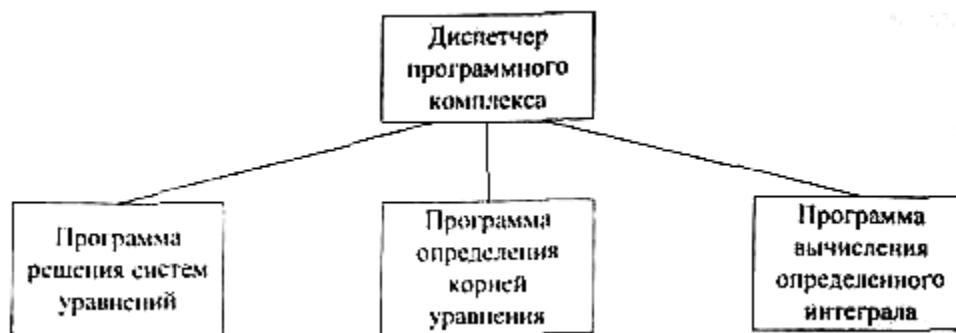 Диспетчер
программного
комплекса
Программа
решения систем
уравнений
Программа
определения
корней
уравнения
Программа
вычисления
определенного
интеграла